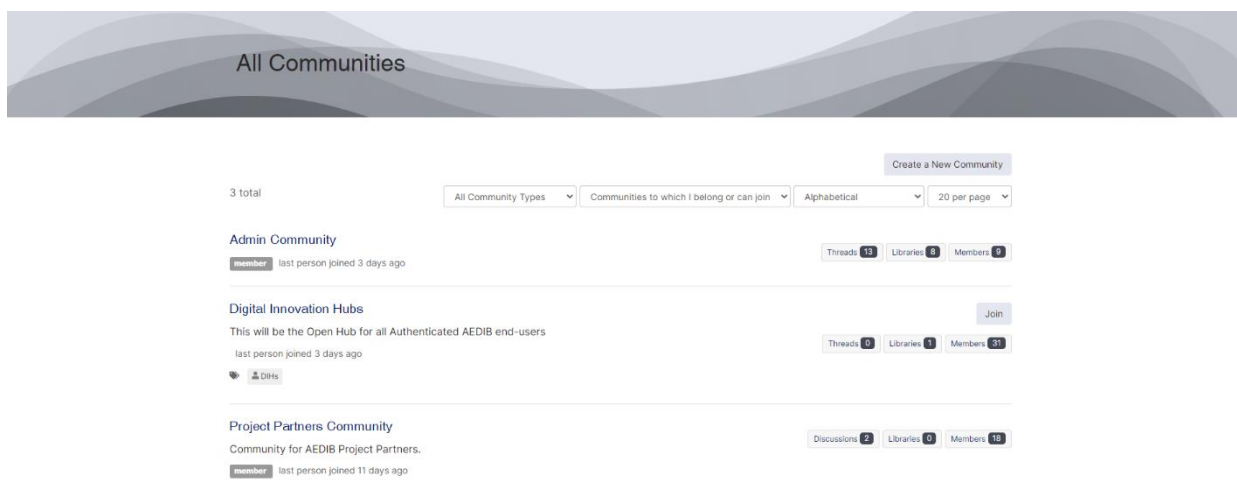 All Communities
Create a New Community
3 total
All Community Types
Communities to which I belong or can join
Alphabetical
20 per page
Admin Community
Threads 13 Libraries 8 Members 9
member last person joined 3 days ago
Digital Innovation Hubs
Join
This will be the Open Hub for all Authenticated AEDIB end-users
Threads 0 Libraries 1 Members 31
last person joined 3 days ago
DIHs
Project Partners Community
Discussions 2 Libraries 0 Members 18
Community for AEDIB Project Partners.
member last person joined 11 days ago